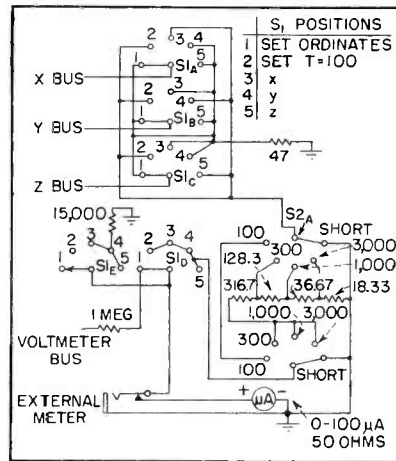 S1 POSITIONS
1 SET ORDINATES
2 SET T=100
3 x
4 y
5 z
2 3 4
X BUS
1 S1A 5
3
2 4
Y BUS
1 S1B 5
3
2 4
Z BUS
1 S1C 5
47
15,000
3
2 4
1 S1E 5
3
2 4
1 S1D 5
S2A
100
SHORT
300
3,000
1,000
128.3
316.7
36.67
18.33
1,000
3,000
300
100
SHORT
1 MEG
VOLTMETER
BUS
EXTERNAL
METER
+ µA −
0-100 µA
50 OHMS